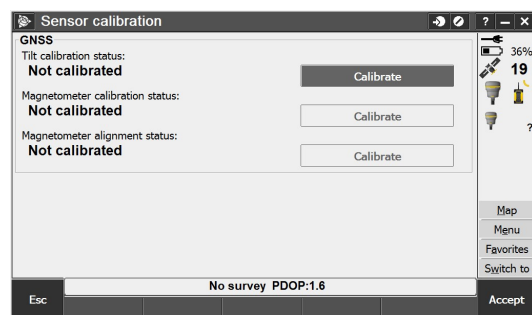 Sensor calibration
? – X
GNSS
Tilt calibration status:
Not calibrated
Calibrate
Magnetometer calibration status:
Not calibrated
Calibrate
Magnetometer alignment status:
Not calibrated
Calibrate
36%
19
?
Map
Menu
Favorites
Switch to
No survey PDOP:1.6
Esc
Accept